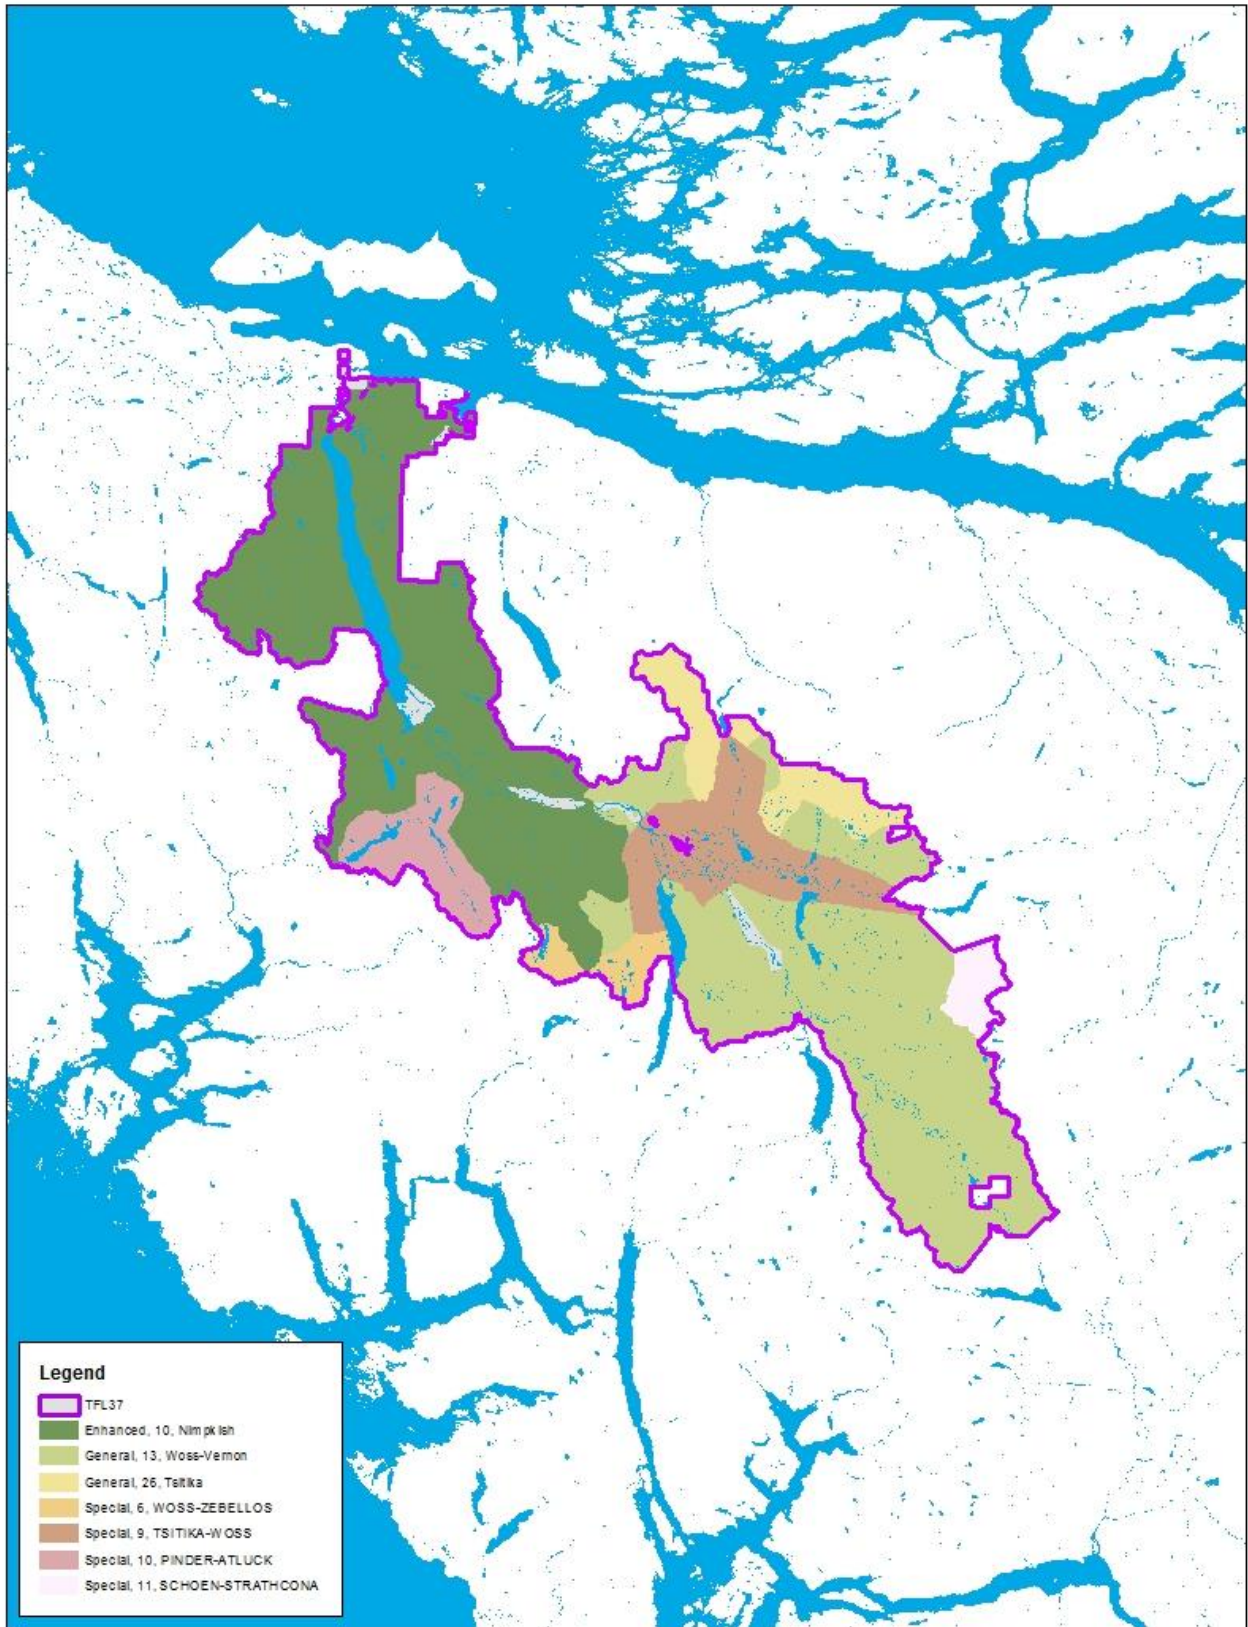 Legend
TFL37
Enhanced, 10, Nimpkish
General, 13, Woss-Vernon
General, 26, Tsitika
Special, 6, WOSS-ZEBELLOS
Special, 9, TSITIKA-WOSS
Special, 10, PINDER-ATLUCK
Special, 11, SCHOEN-STRATHCONA